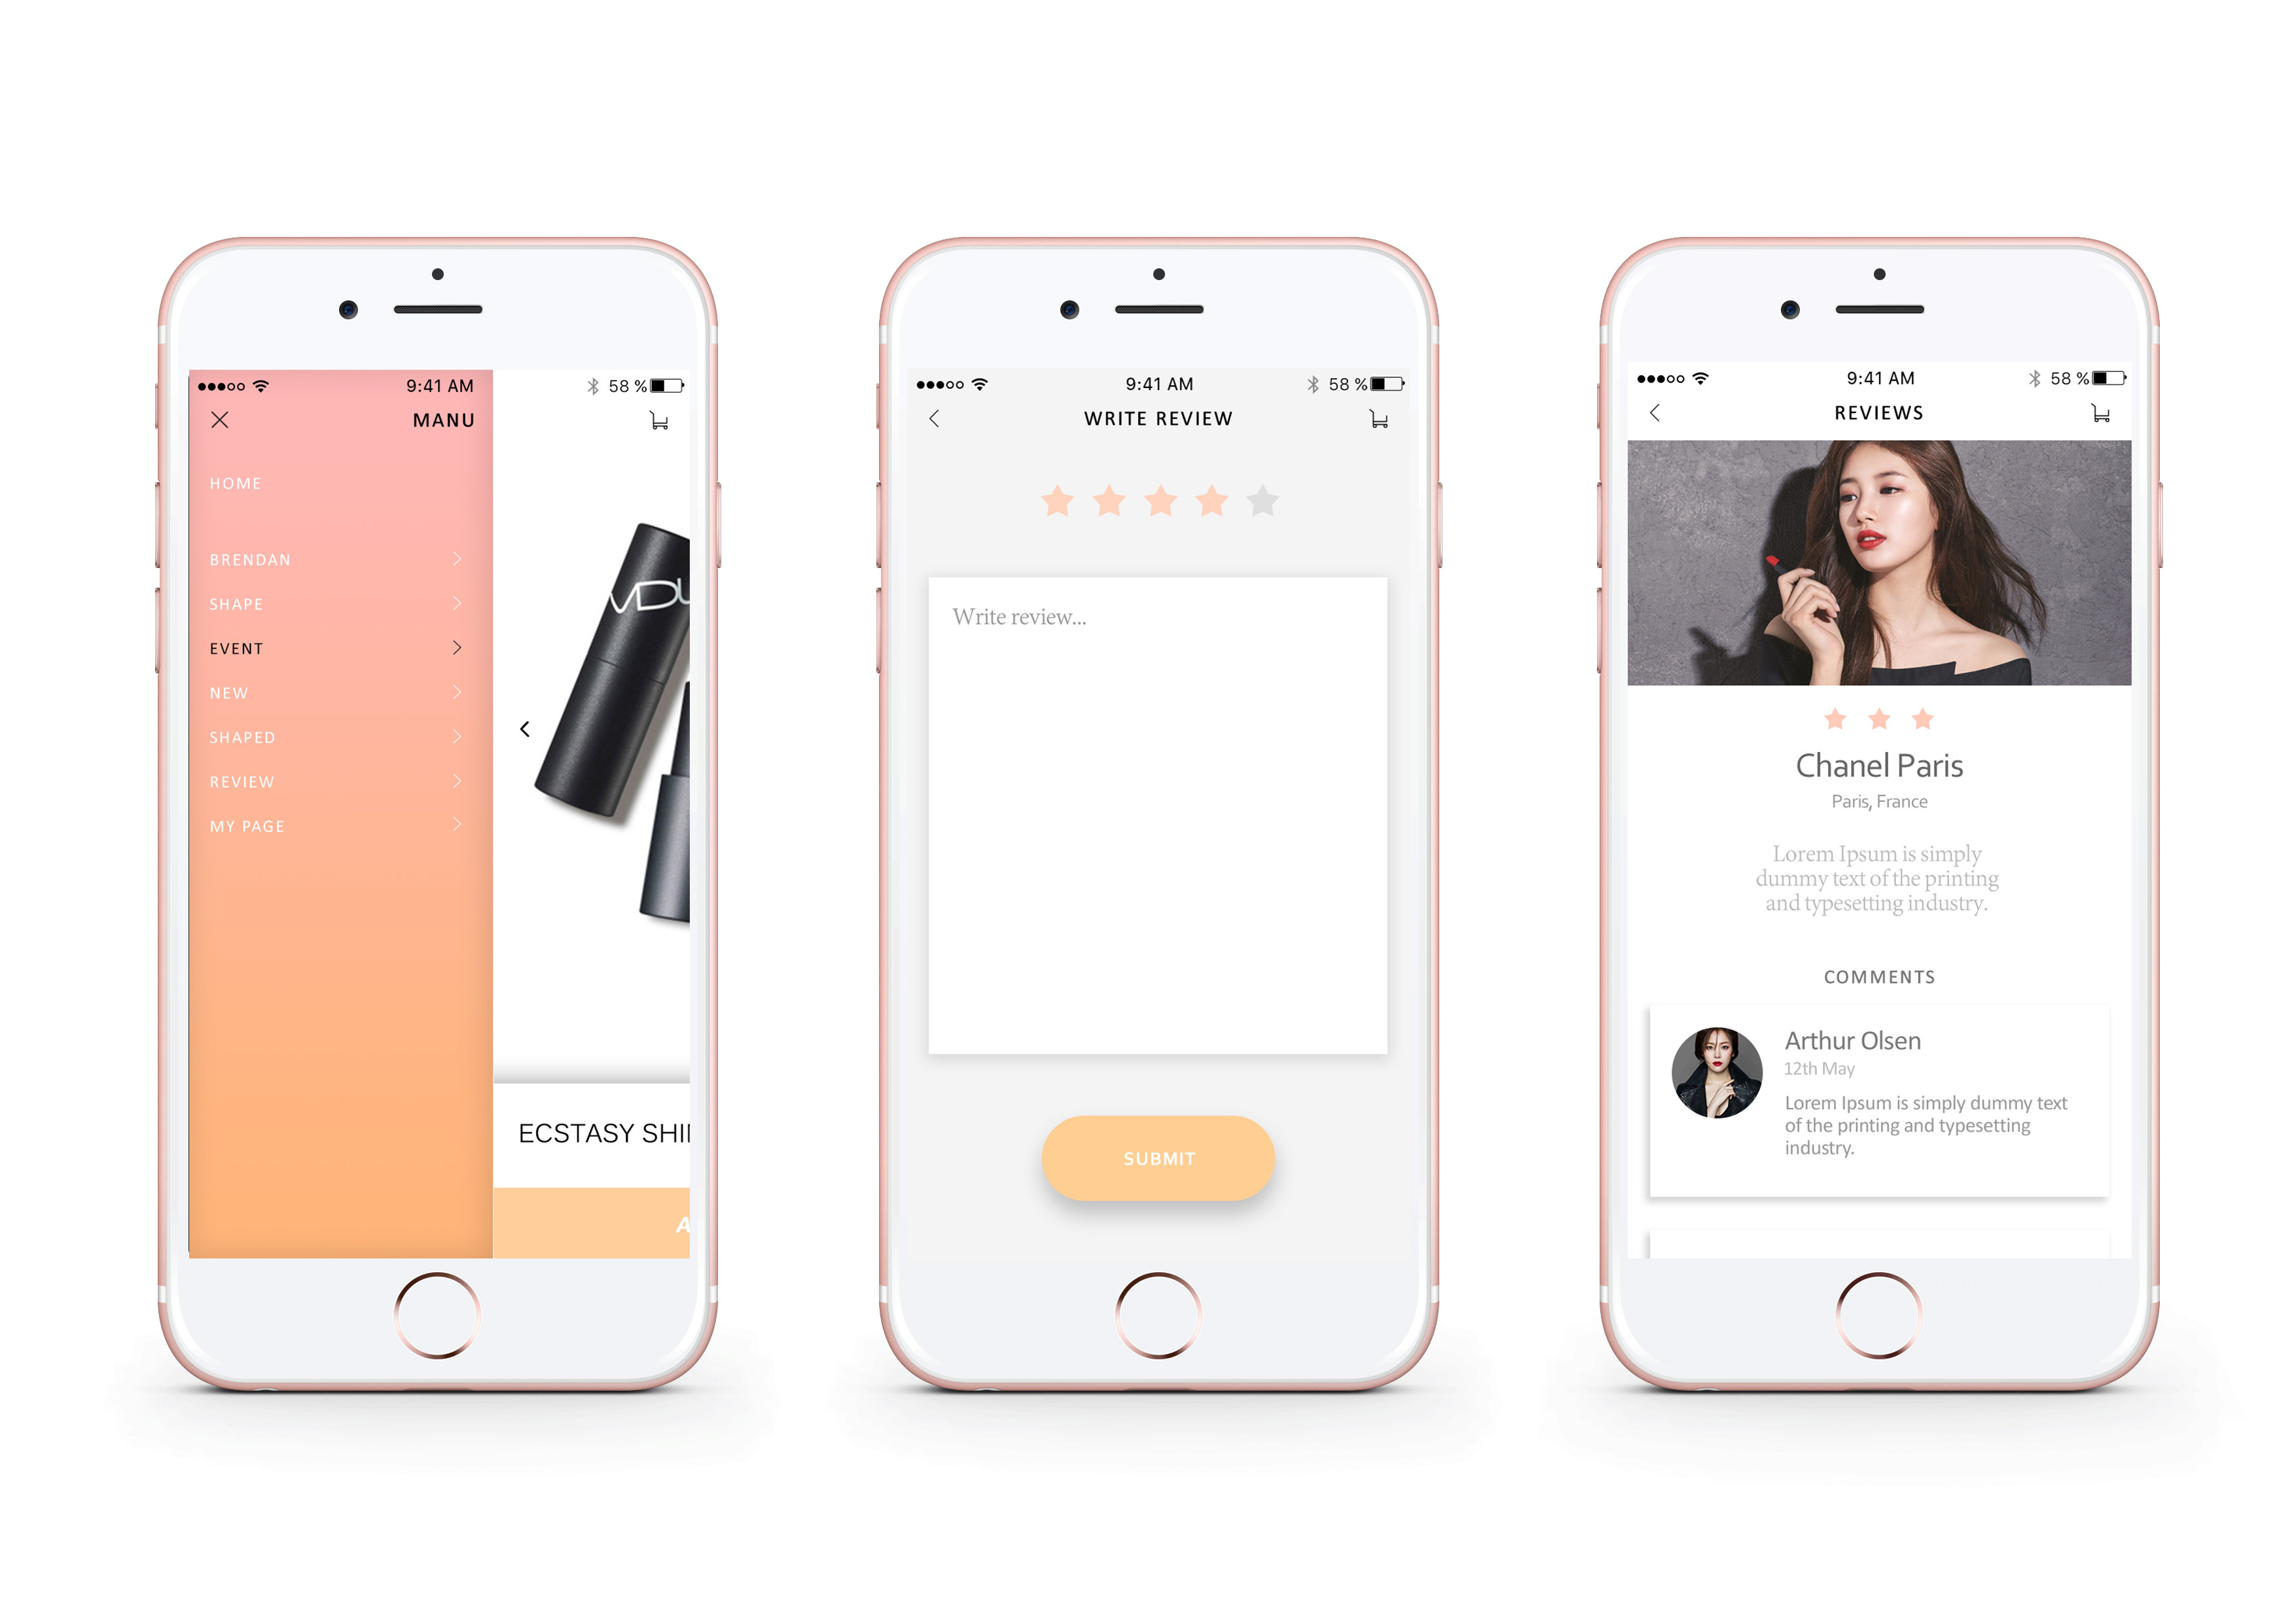 9:41 AM
58 %
MANU
HOME
BRENDAN
SHAPE
EVENT
NEW
SHAPED
REVIEW
MY PAGE
ECSTASY SHI
A
9:41 AM
58 %
WRITE REVIEW
Write review...
SUBMIT
9:41 AM
58 %
REVIEWS
Chanel Paris
Paris, France
Lorem Ipsum is simply
dummy text of the printing
and typesetting industry.
COMMENTS
Arthur Olsen
12th May
Lorem Ipsum is simply dummy text
of the printing and typesetting
industry.